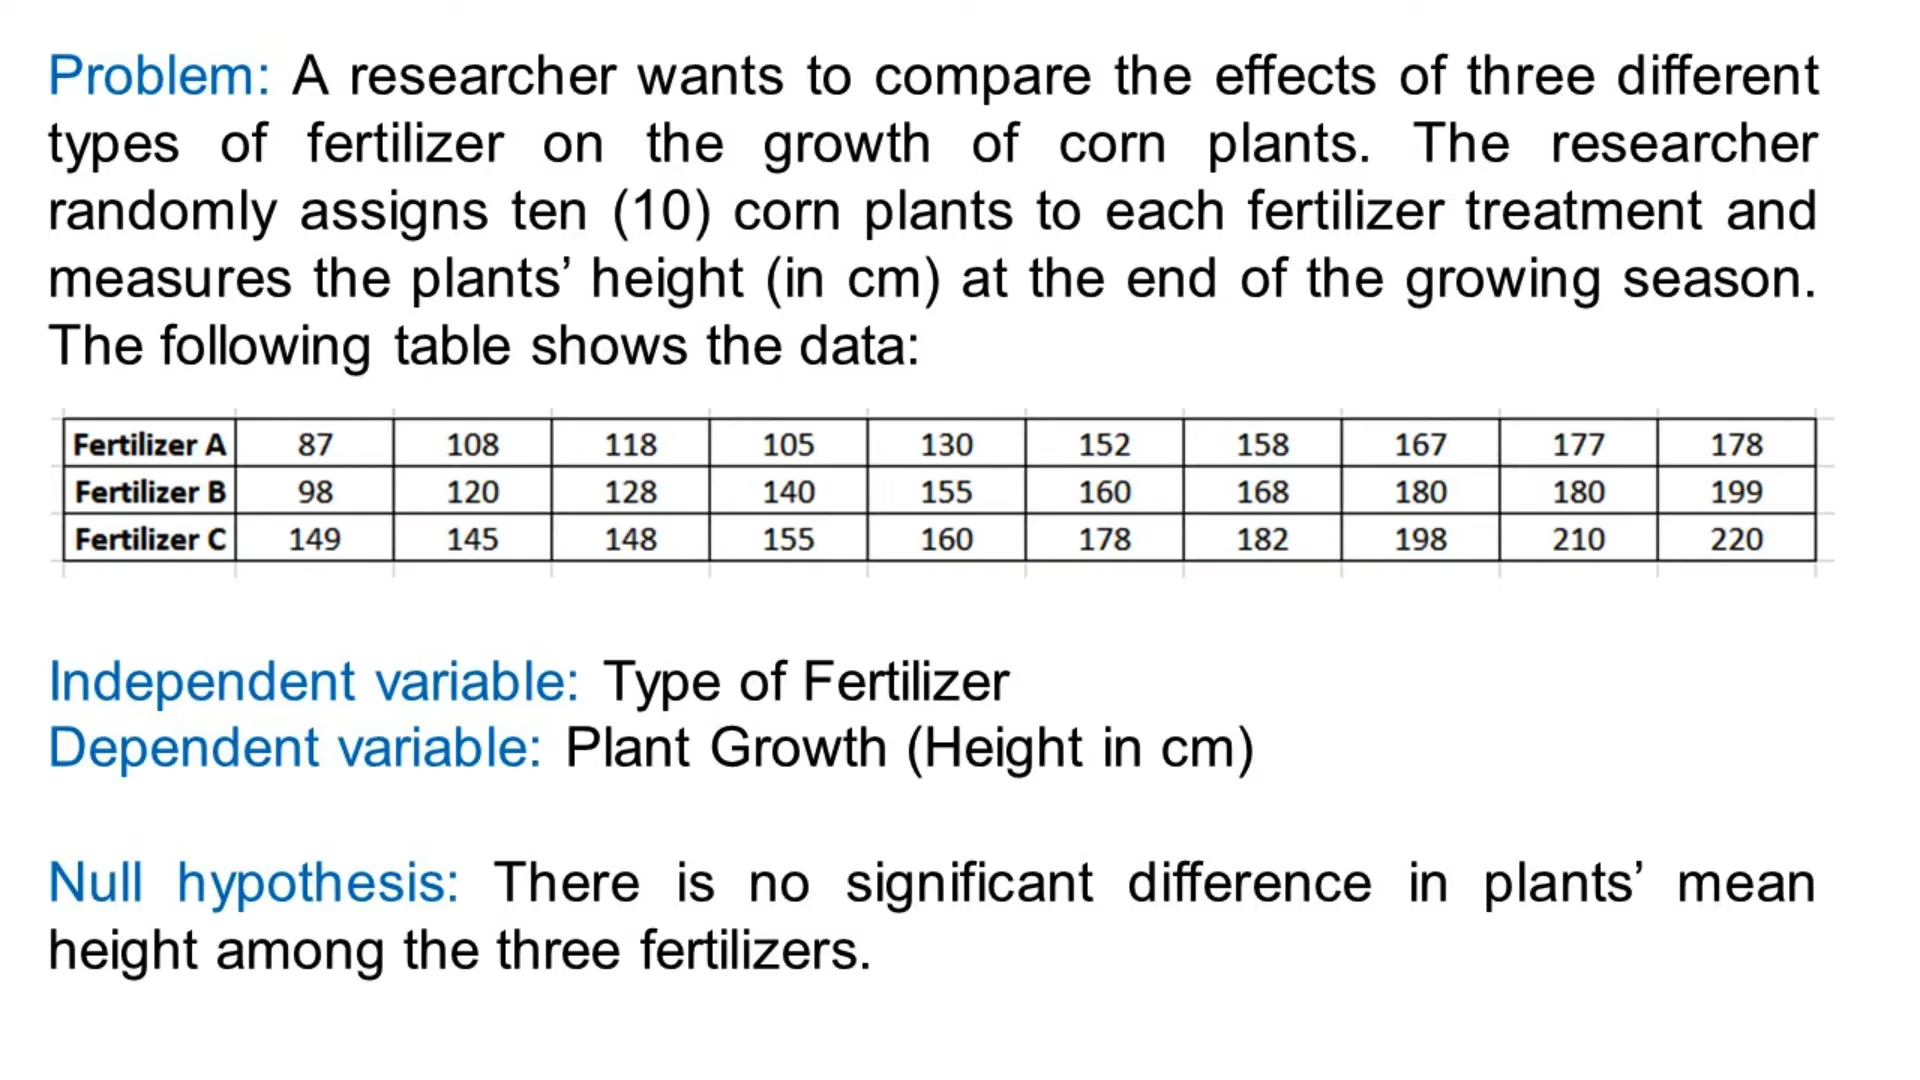 Problem: A researcher wants to compare the effects of three different
types of fertilizer on the growth of corn plants. The researcher
randomly assigns ten (10) corn plants to each fertilizer treatment and
measures the plants’ height (in cm) at the end of the growing season.
The following table shows the data:
Fertilizer A 87 108 118 105 130 152 158 167 177 178
Fertilizer B 98 120 128 140 155 160 168 180 180 199
Fertilizer C 149 145 148 155 160 178 182 198 210 220
Independent variable: Type of Fertilizer
Dependent variable: Plant Growth (Height in cm)
Null hypothesis: There is no significant difference in plants’ mean
height among the three fertilizers.